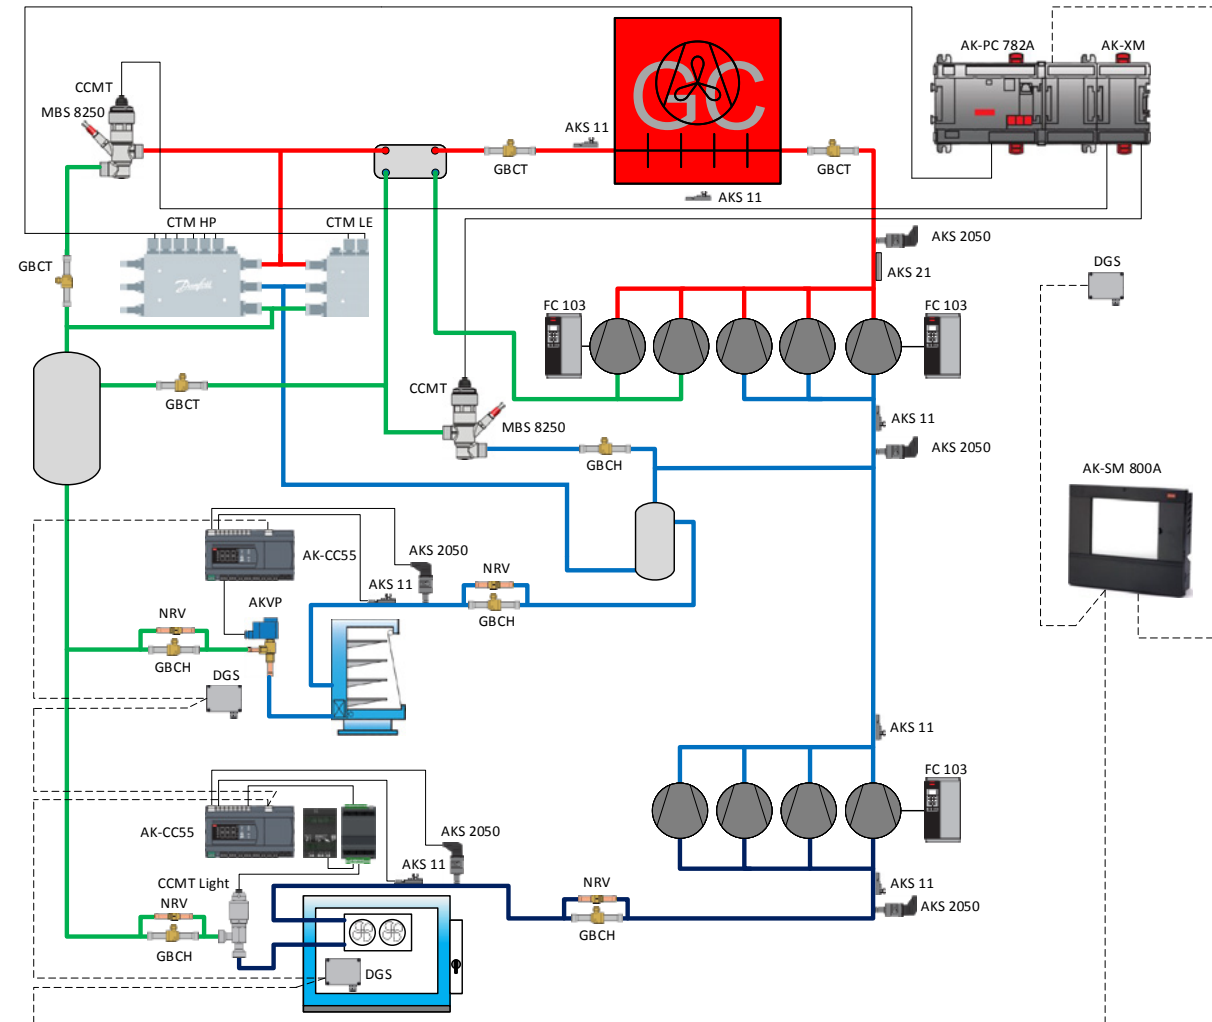 AK-PC 782A
AK-XM
CCMT
MBS 8250
GC
AKS 11
GBCT
GBCT
AKS 11
CTM HP
CTM LE
AKS 2050
GBCT
AKS 21
DGS
Danfoss
FC 103
FC 103
CCMT
GBCT
MBS 8250
AKS 11
AKS 2050
GBCH
AK-SM 800A
AK-CC55
AKS 2050
NRV
AKS 11
AKVP
NRV
GBCH
GBCH
DGS
AKS 11
FC 103
AK-CC55
AKS 2050
AKS 11
CCMT Light
NRV
NRV
AKS 11
AKS 2050
GBCH
GBCH
DGS